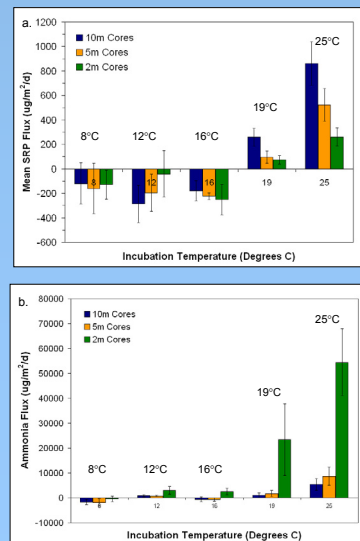 a.
1200
1000
800
600
400
200
0
-200
-400
-600
Mean SRP Flux (ug/m²/d)
10m Cores
5m Cores
2m Cores
8°C
12°C
16°C
19°C
25°C
8
12
16
19
25
Incubation Temperature (Degrees C)
b.
80000
70000
60000
50000
40000
30000
20000
10000
0
-10000
Ammonia Flux (ug/m²/d)
10m Cores
5m Cores
2m Cores
8°C
12°C
16°C
19°C
25°C
8
12
16
19
25
Incubation Temperature (Degrees C)